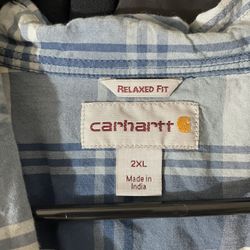 RELAXED FIT
carhartt
2XL
Made in
India